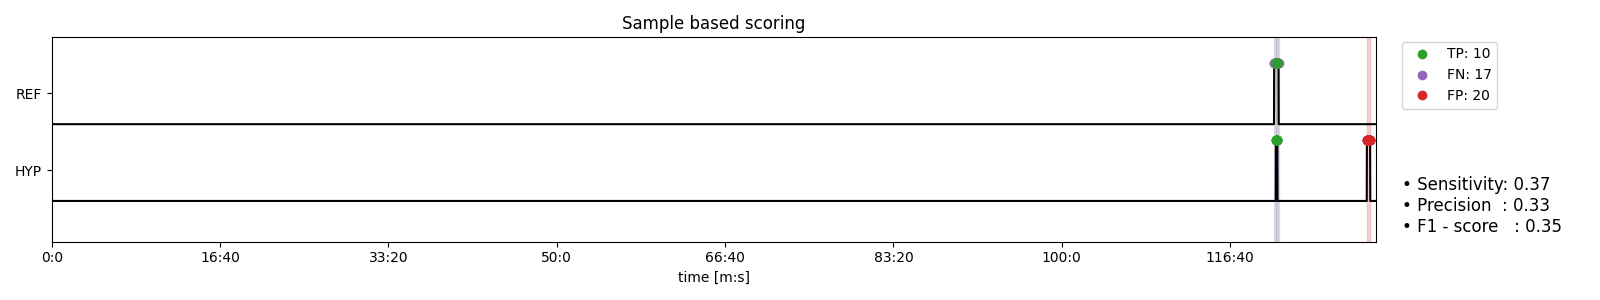 Sample based scoring
REF
HYP
0:0
16:40
33:20
50:0
66:40
83:20
100:0
116:40
time [m:s]
TP: 10
FN: 17
FP: 20
• Sensitivity: 0.37
• Precision  : 0.33
• F1 - score   : 0.35